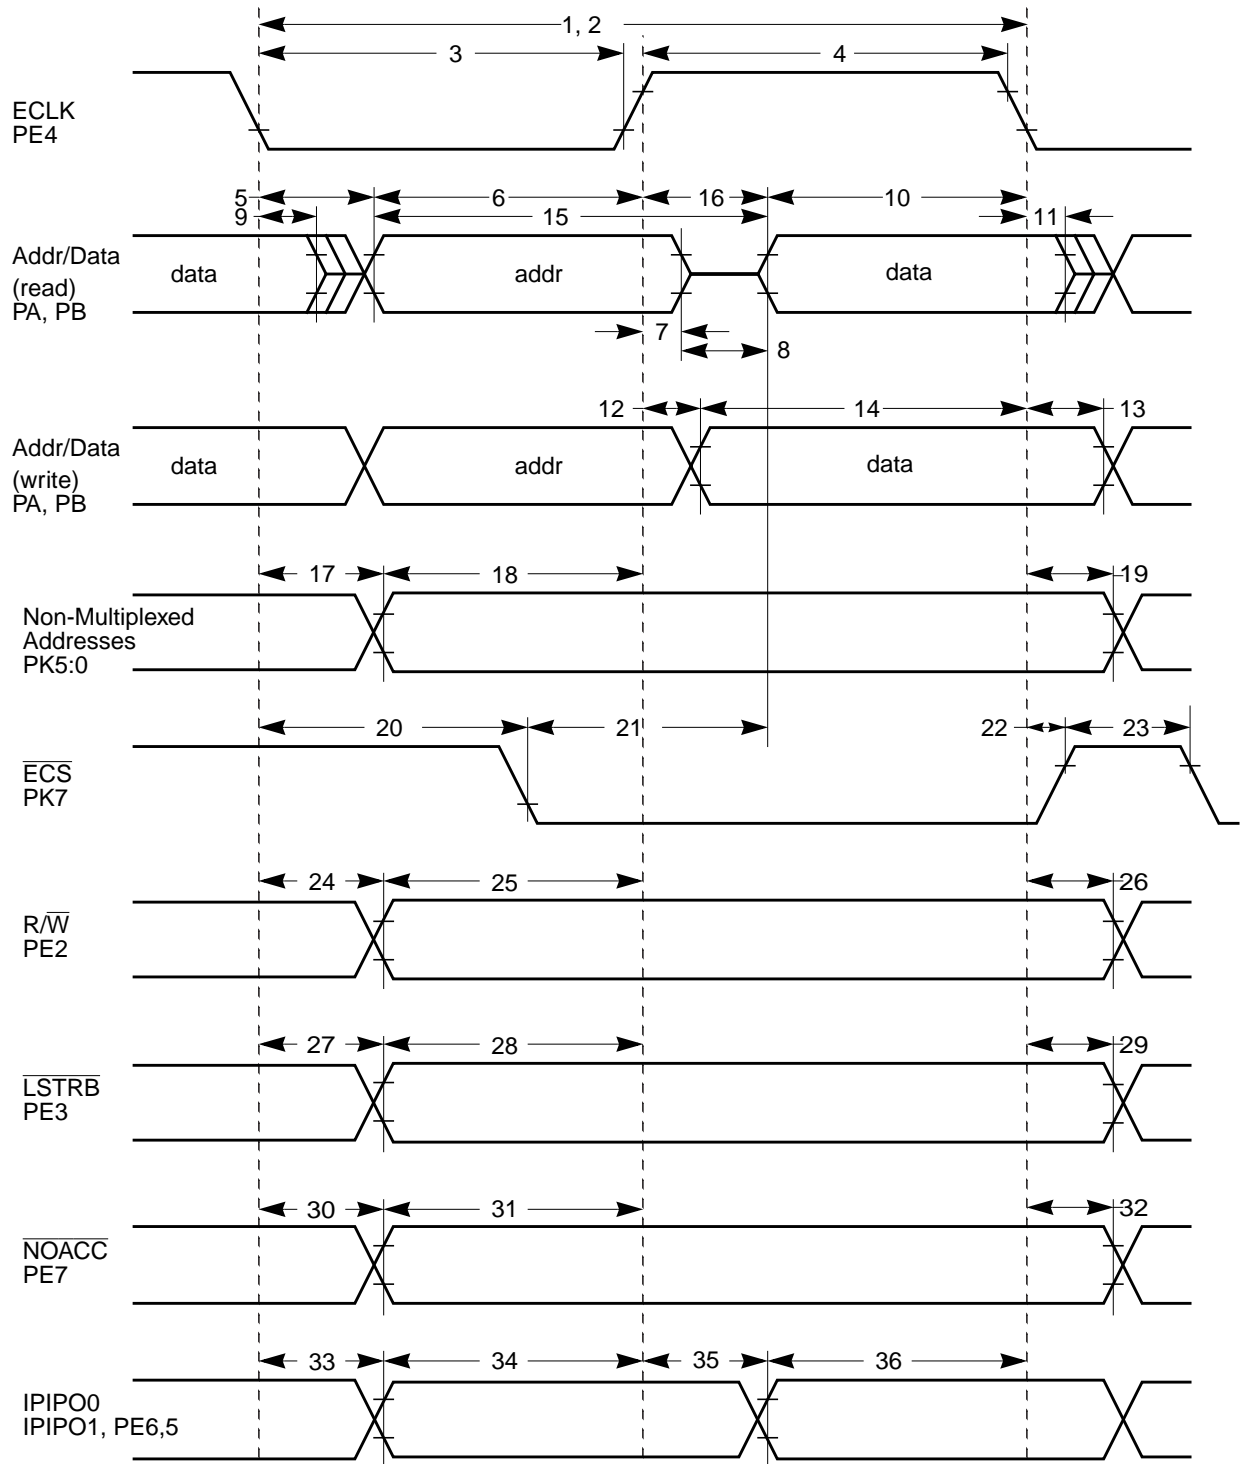 1, 2
3 4
ECLK
PE4
5 6 16 10
9 15 11
Addr/Data
(read)
PA, PB
data addr data
7
8
12 14 13
Addr/Data
(write)
PA, PB
data addr data
17 18 19
Non-Multiplexed
Addresses
PK5:0
20 21 22 23
ECS
PK7
24 25 26
R/W
PE2
27 28 29
LSTRB
PE3
30 31 32
NOACC
PE7
33 34 35 36
IPIPO0
IPIPO1, PE6,5